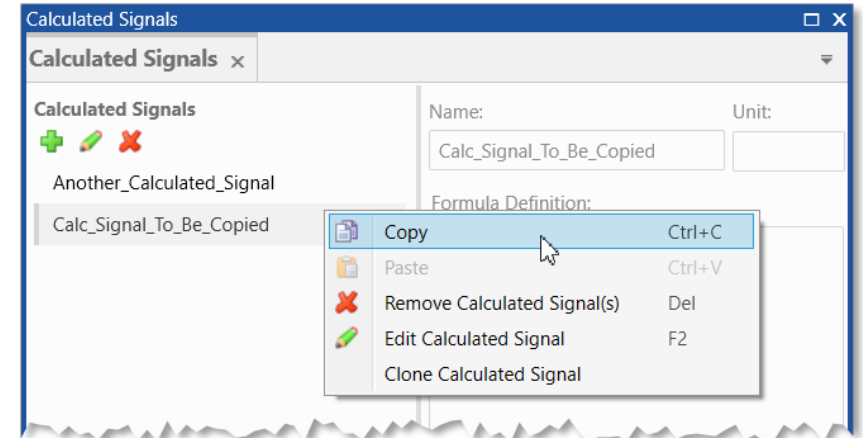 Calculated Signals
Calculated Signals
Calculated Signals
Name: Unit:
Calc_Signal_To_Be_Copied
Another_Calculated_Signal
Formula Definition:
Calc_Signal_To_Be_Copied
Copy Ctrl+C
Paste Ctrl+V
Remove Calculated Signal(s) Del
Edit Calculated Signal F2
Clone Calculated Signal